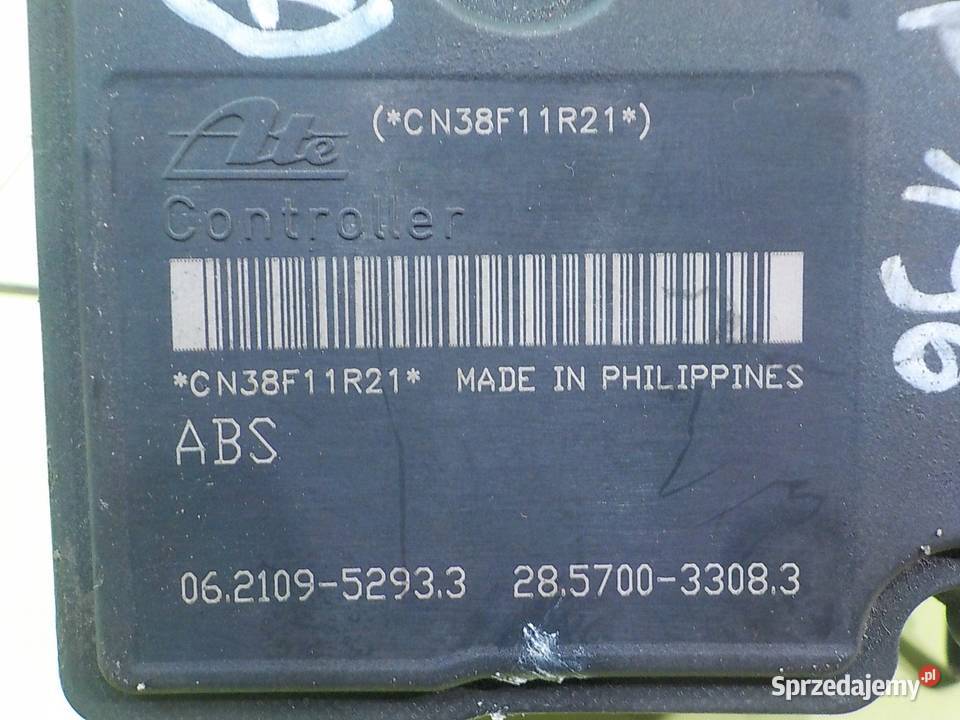 Ate (*CN38F11R21*)
Controller
*CN38F11R21* MADE IN PHILIPPINES
ABS
06.2109-5293.3 28.5700-3308.3
Sprzedajemy.pl